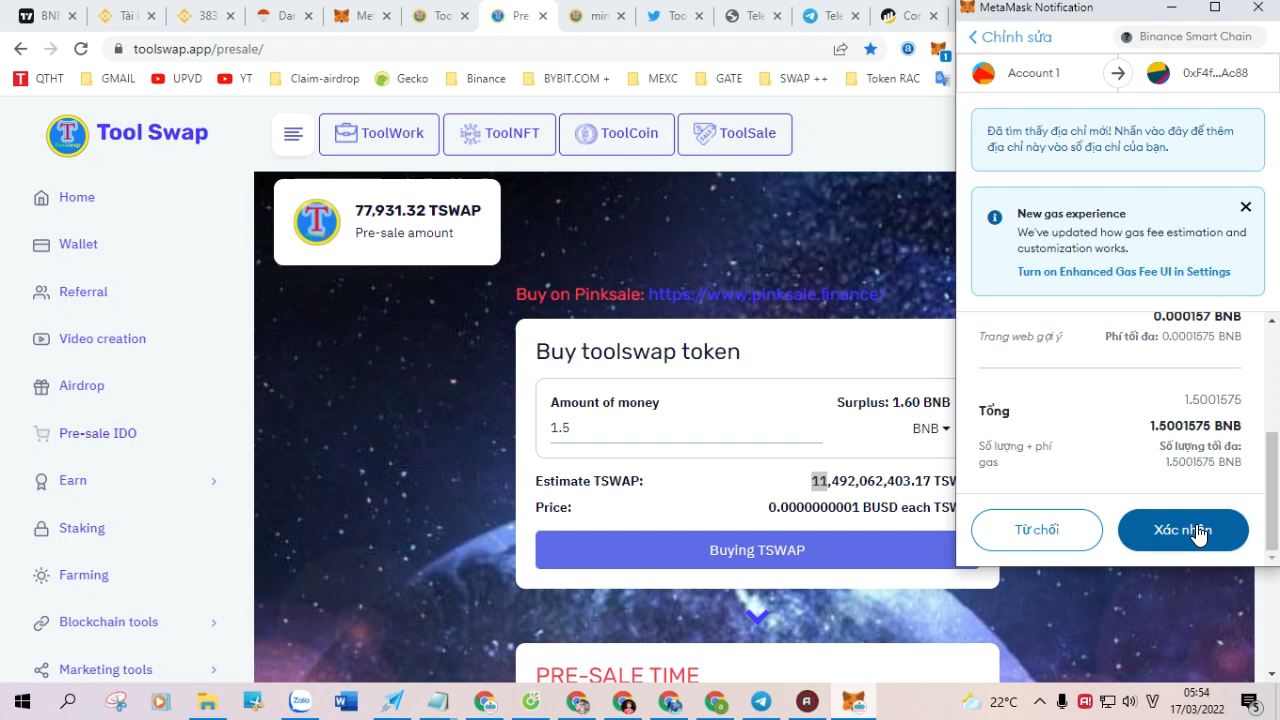 BNE
Tài l
383.
Dar
Me
Too
Pre
min
Too
Tele
Tele
Cor
MetaMask Notification
toolswap.app/presale/
1
Chỉnh sửa
Binance Smart Chain
QTHT
GMAIL
UPVD
YT
Claim-airdrop
Gecko
Binance
BYBIT.COM +
MEXC
GATE
SWAP ++
Token RAC
Account 1
0xF4f...Ac88
Tool Swap
ToolWork
ToolNFT
ToolCoin
ToolSale
Đã tìm thấy địa chỉ mới! Nhấn vào đây để thêm
địa chỉ này vào sổ địa chỉ của bạn.
Home
Wallet
Referral
Video creation
Airdrop
Pre-sale IDO
Earn
Staking
Farming
Blockchain tools
Marketing tools
77,931.32 TSWAP
Pre-sale amount
New gas experience
We've updated how gas fee estimation and
customization works.
Turn on Enhanced Gas Fee UI in Settings
Buy on Pinksale: https://www.pinksale.finance/
Buy toolswap token
Amount of money
Surplus: 1.60 BNB
1.5
BNB
Estimate TSWAP:
11,492,062,403.17 TSW
Price:
0.0000000001 BUSD each TSW
Buying TSWAP
PRE-SALE TIME
0.000157 BNB
Trang web gợi ý
Phí tối đa: 0.0001575 BNB
1.5001575
Tổng
1.5001575 BNB
Số lượng + phí
gas
Số lượng tối đa:
1.5001575 BNB
Từ chối
Xác nhận
Zalo
22°C
05:54
17/03/2022
5